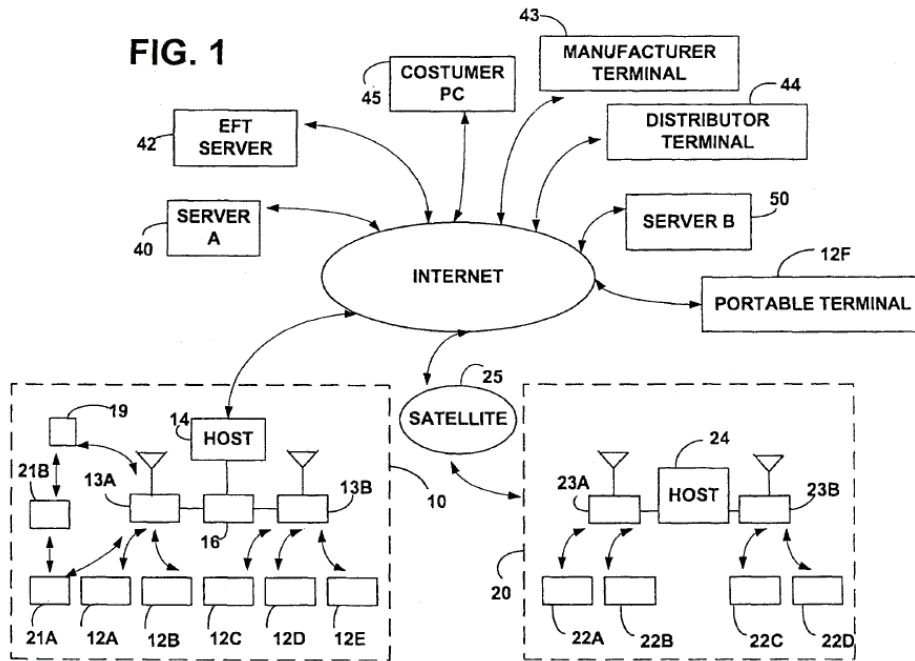 FIG. 1
43
MANUFACTURER
TERMINAL
45
COSTUMER
PC
44
DISTRIBUTOR
TERMINAL
42
EFT
SERVER
40
SERVER
A
50
SERVER B
INTERNET
12F
PORTABLE TERMINAL
25
SATELLITE
19
14
HOST
21B
13A
13B
16
10
24
HOST
23A
23B
20
21A
12A
12B
12C
12D
12E
22A
22B
22C
22D